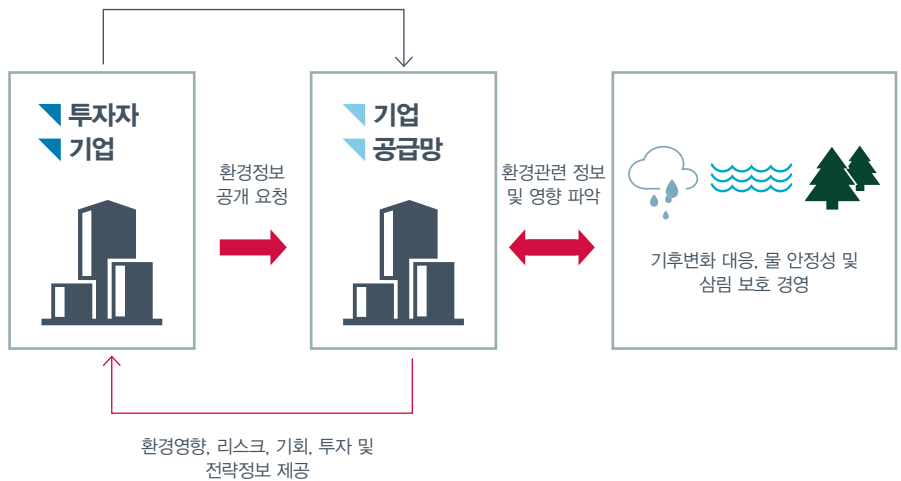 투자자
기업
환경정보
공개 요청
기업
공급망
환경관련 정보
및 영향 파악
기후변화 대응, 물 안정성 및
삼림 보호 경영
환경영향, 리스크, 기회, 투자 및
전략정보 제공